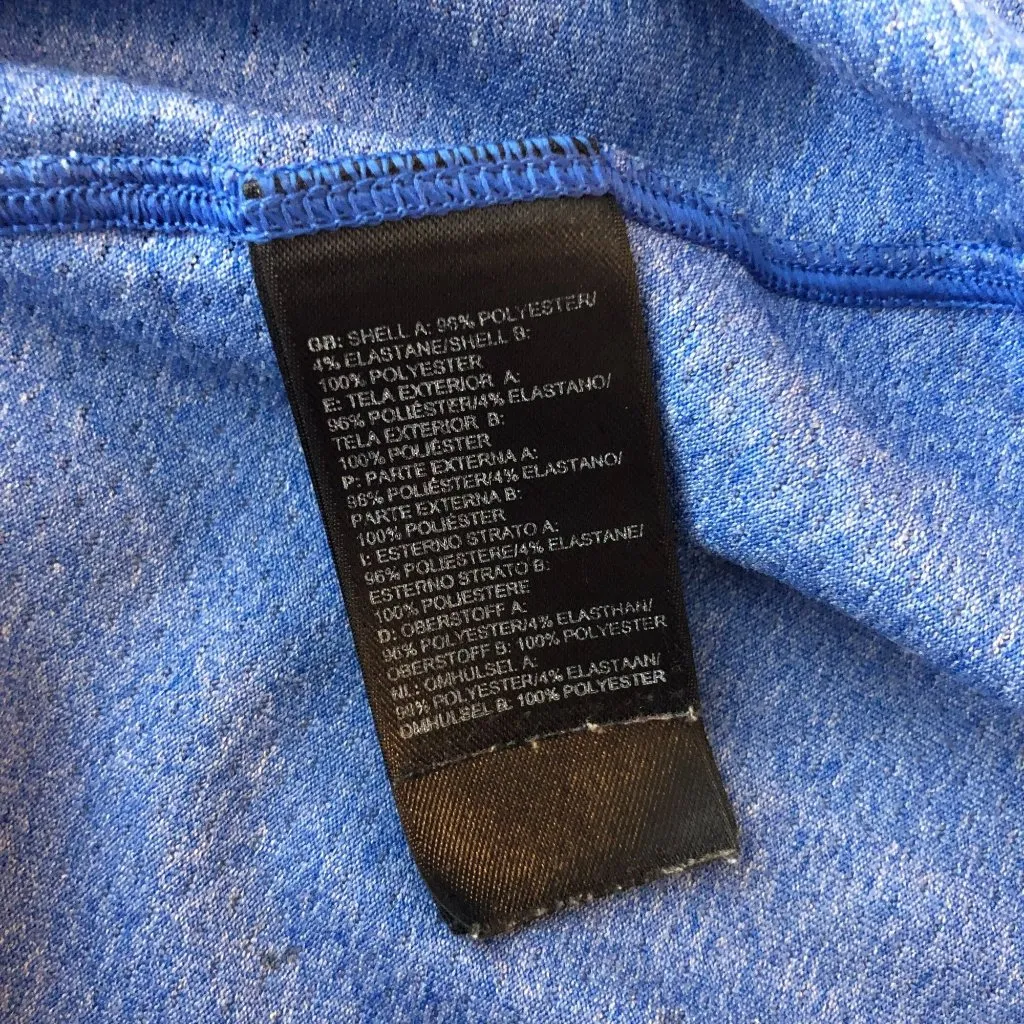 GB: SHELL A: 96% POLYESTER/
4% ELASTANE/SHELL B:
100% POLYESTER
E: TELA EXTERIOR A:
96% POLIÉSTER/4% ELASTANO/
TELA EXTERIOR B:
100% POLIÉSTER
P: PARTE EXTERNA A:
96% POLIÉSTER/4% ELASTANO/
PARTE EXTERNA B:
100% POLIÉSTER
I: ESTERNO STRATO A:
96% POLIESTERE/4% ELASTANE/
ESTERNO STRATO B:
100% POLIESTERE
D: OBERSTOFF A:
96% POLYESTER/4% ELASTHAN/
OBERSTOFF B: 100% POLYESTER
NL: OMHULSEL A:
96% POLYESTER/4% ELASTAAN/
OMHULSEL B: 100% POLYESTER